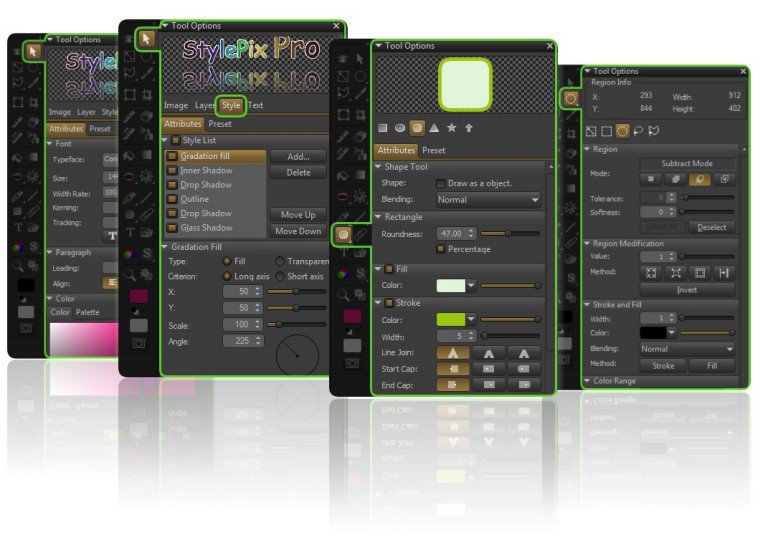 Tool Options
Style
Image Layer Style
Attributes Preset
Font
Typeface:
Size:
Width Rate: 100.
Kerning:
Tracking:
T
Paragraph
Leading:
Align:
Color
Color Palette
Tool Options
StylePix Pro
Image Layer Style Text
Attributes Preset
Style List
Gradation fill
Inner Shadow
Drop Shadow
Outline
Drop Shadow
Glass Shadow
Add...
Delete
Move Up
Move Down
Gradation Fill
Type: Fill Transparen
Criterion: Long axis Short axis
X: 50
Y: 50
Scale: 100
Angle: 225
Tool Options
Attributes Preset
Shape Tool
Shape: Draw as a object.
Blending: Normal
Rectangle
Roundness: 47.00
Percentage
Fill
Color:
Stroke
Color:
Width: 5
Line Join:
Start Cap:
End Cap:
Tool Options
Region Info
X: 293 Width: 912
Y: 844 Height: 402
Region
Subtract Mode
Mode:
Tolerance: 8
Softness: 0
Select All Deselect
Region Modification
Value: 1
Method:
Invert
Stroke and Fill
Width: 1
Color:
Blending: Normal
Method: Stroke Fill
Color Range